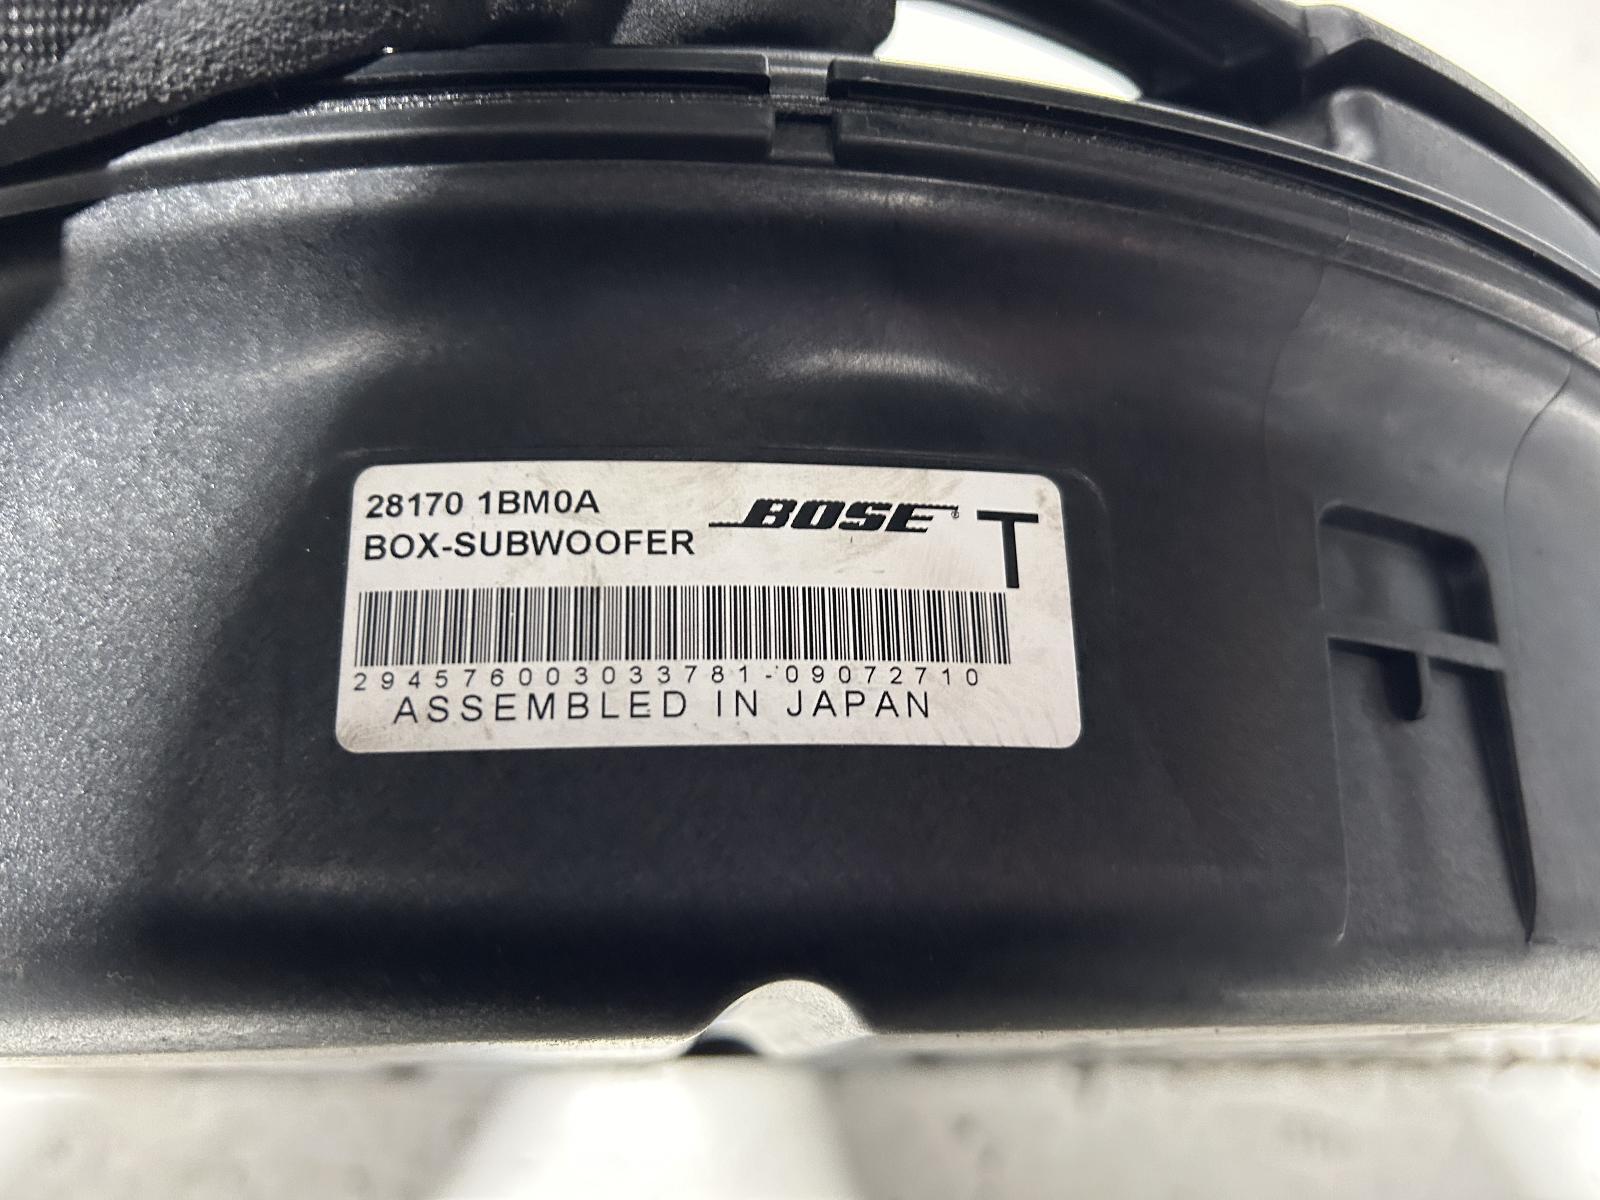 28170 1BM0A
BOX-SUBWOOFER
BOSE®
T
294576003033781-09072710
ASSEMBLED IN JAPAN